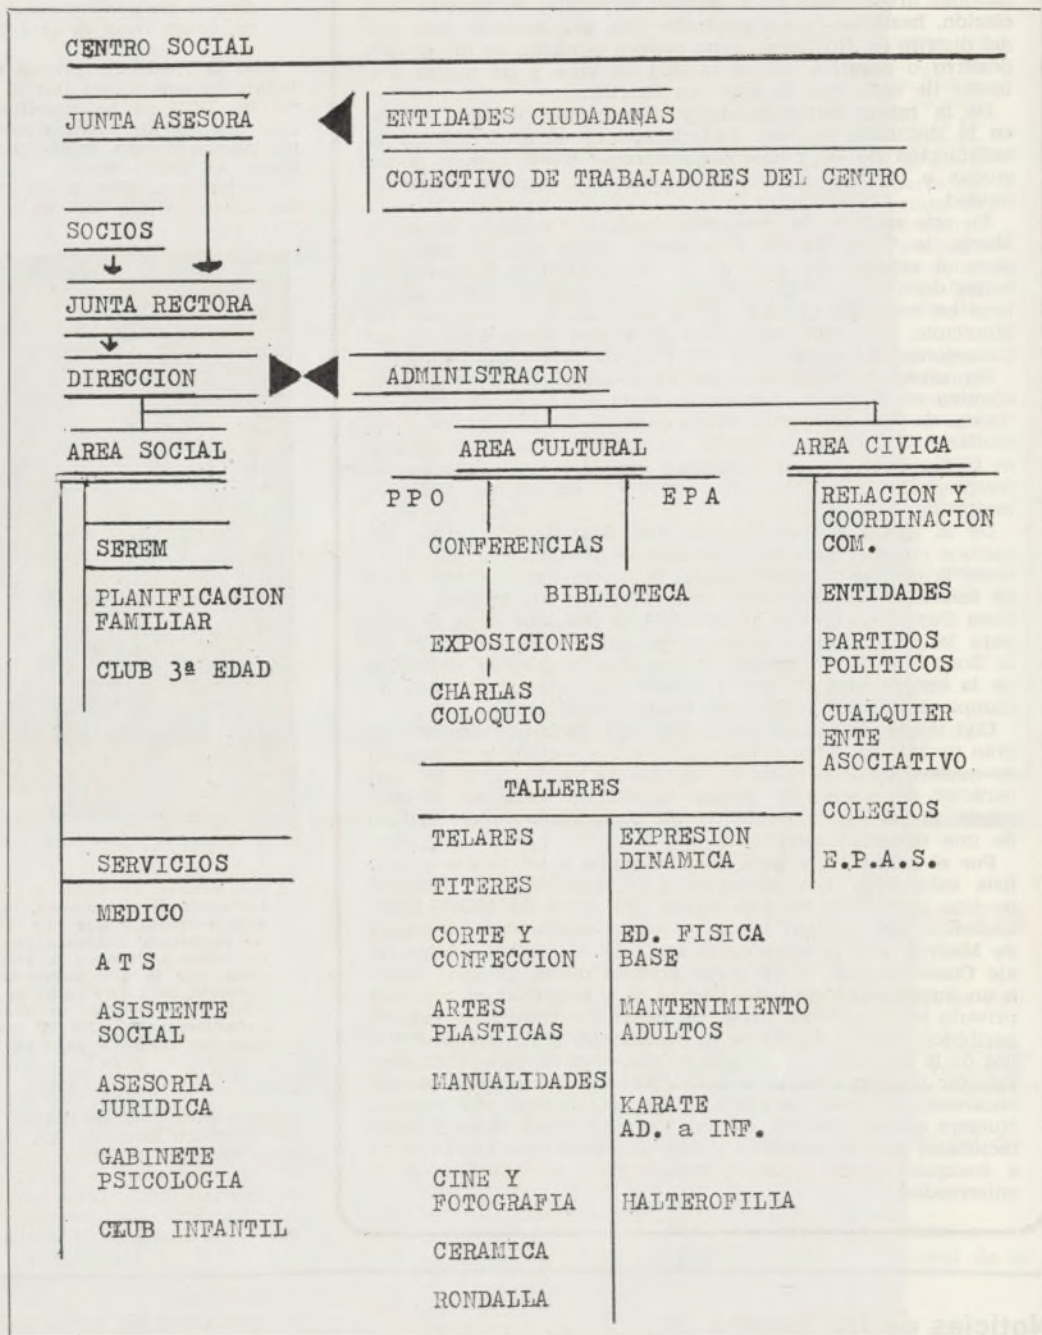 CENTRO SOCIAL
JUNTA ASESORA
ENTIDADES CIUDADANAS
COLECTIVO DE TRABAJADORES DEL CENTRO
SOCIOS
JUNTA RECTORA
DIRECCION
ADMINISTRACION
AREA SOCIAL
SEREM
PLANIFICACION
FAMILIAR
CLUB 3ª EDAD
SERVICIOS
MEDICO
A T S
ASISTENTE
SOCIAL
ASESORIA
JURIDICA
GABINETE
PSICOLOGIA
CLUB INFANTIL
AREA CULTURAL
P P O
E P A
CONFERENCIAS
BIBLIOTECA
EXPOSICIONES
CHARLAS
COLOQUIO
TALLERES
TELARES
TITERES
CORTE Y
CONFECCION
ARTES
PLASTICAS
MANUALIDADES
CINE Y
FOTOGRAFIA
CERAMICA
RONDALLA
EXPRESION
DINAMICA
ED. FISICA
BASE
MANTENIMIENTO
ADULTOS
KARATE
AD. a INF.
HALTEROFILIA
AREA CIVICA
RELACION Y
COORDINACION
COM.
ENTIDADES
PARTIDOS
POLITICOS
CUALQUIER
ENTE
ASOCIATIVO
COLEGIOS
E.P.A.S.